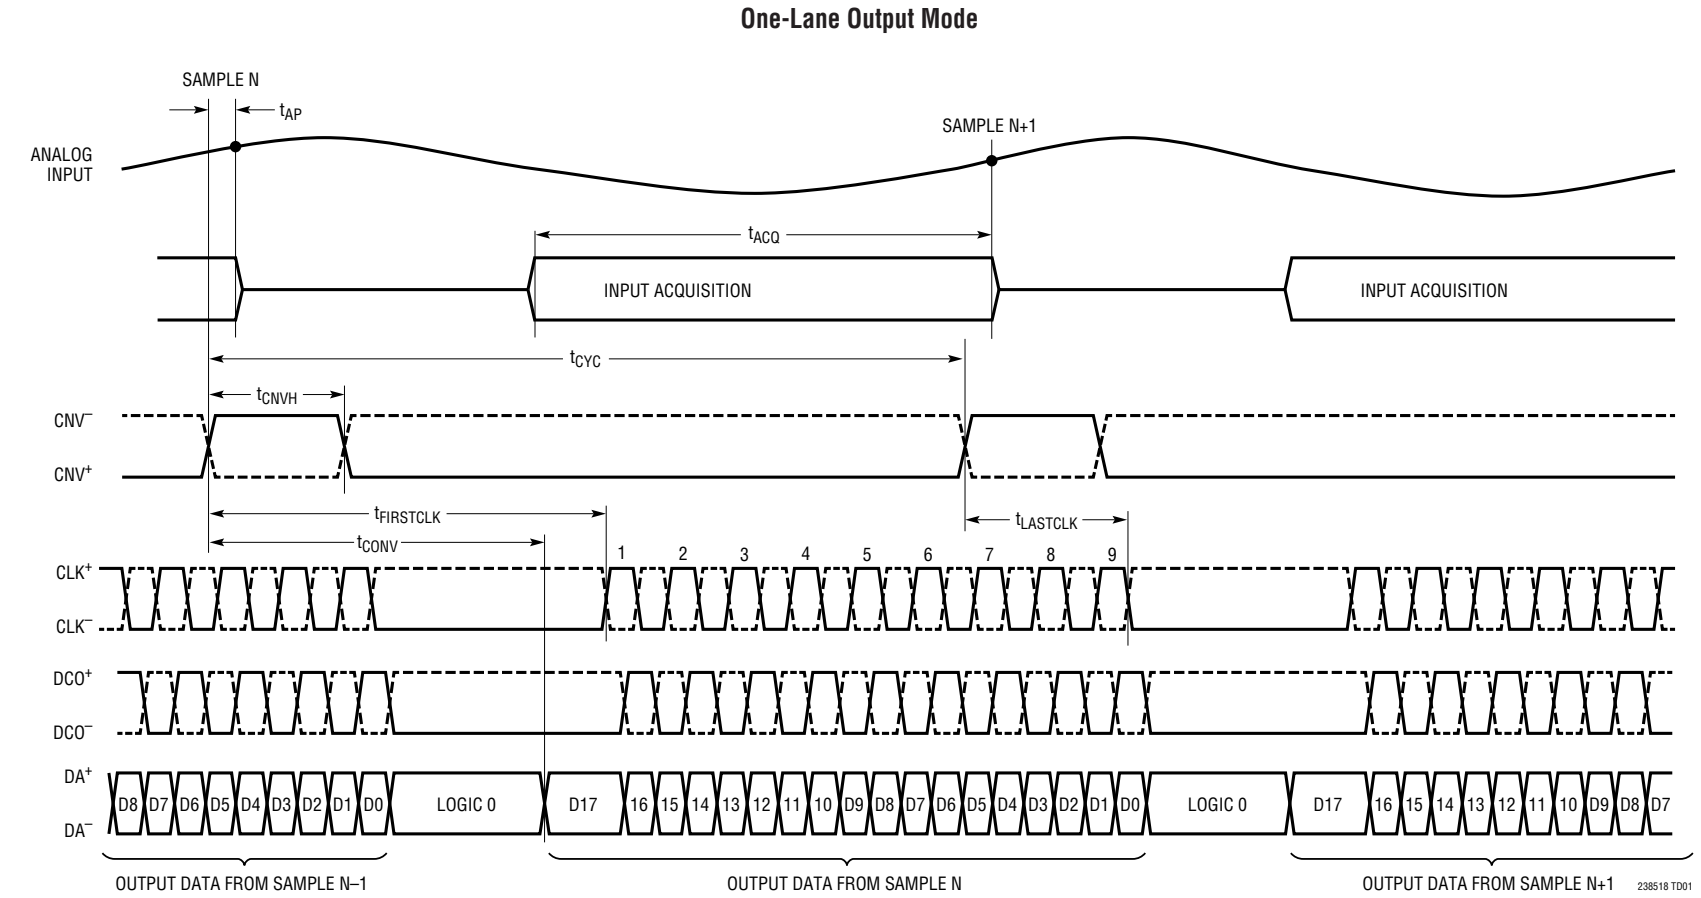 One-Lane Output Mode
SAMPLE N
tAP
SAMPLE N+1
ANALOG
INPUT
tACQ
INPUT ACQUISITION
INPUT ACQUISITION
tCYC
tCNVH
CNV–
CNV+
tFIRSTCLK
tLASTCLK
tCONV
1 2 3 4 5 6 7 8 9
CLK+
CLK–
DCO+
DCO–
DA+
D8 D7 D6 D5 D4 D3 D2 D1 D0 LOGIC 0 D17 16 15 14 13 12 11 10 D9 D8 D7 D6 D5 D4 D3 D2 D1 D0 LOGIC 0 D17 16 15 14 13 12 11 10 D9 D8 D7
DA–
OUTPUT DATA FROM SAMPLE N–1
OUTPUT DATA FROM SAMPLE N
OUTPUT DATA FROM SAMPLE N+1
238518 TD01